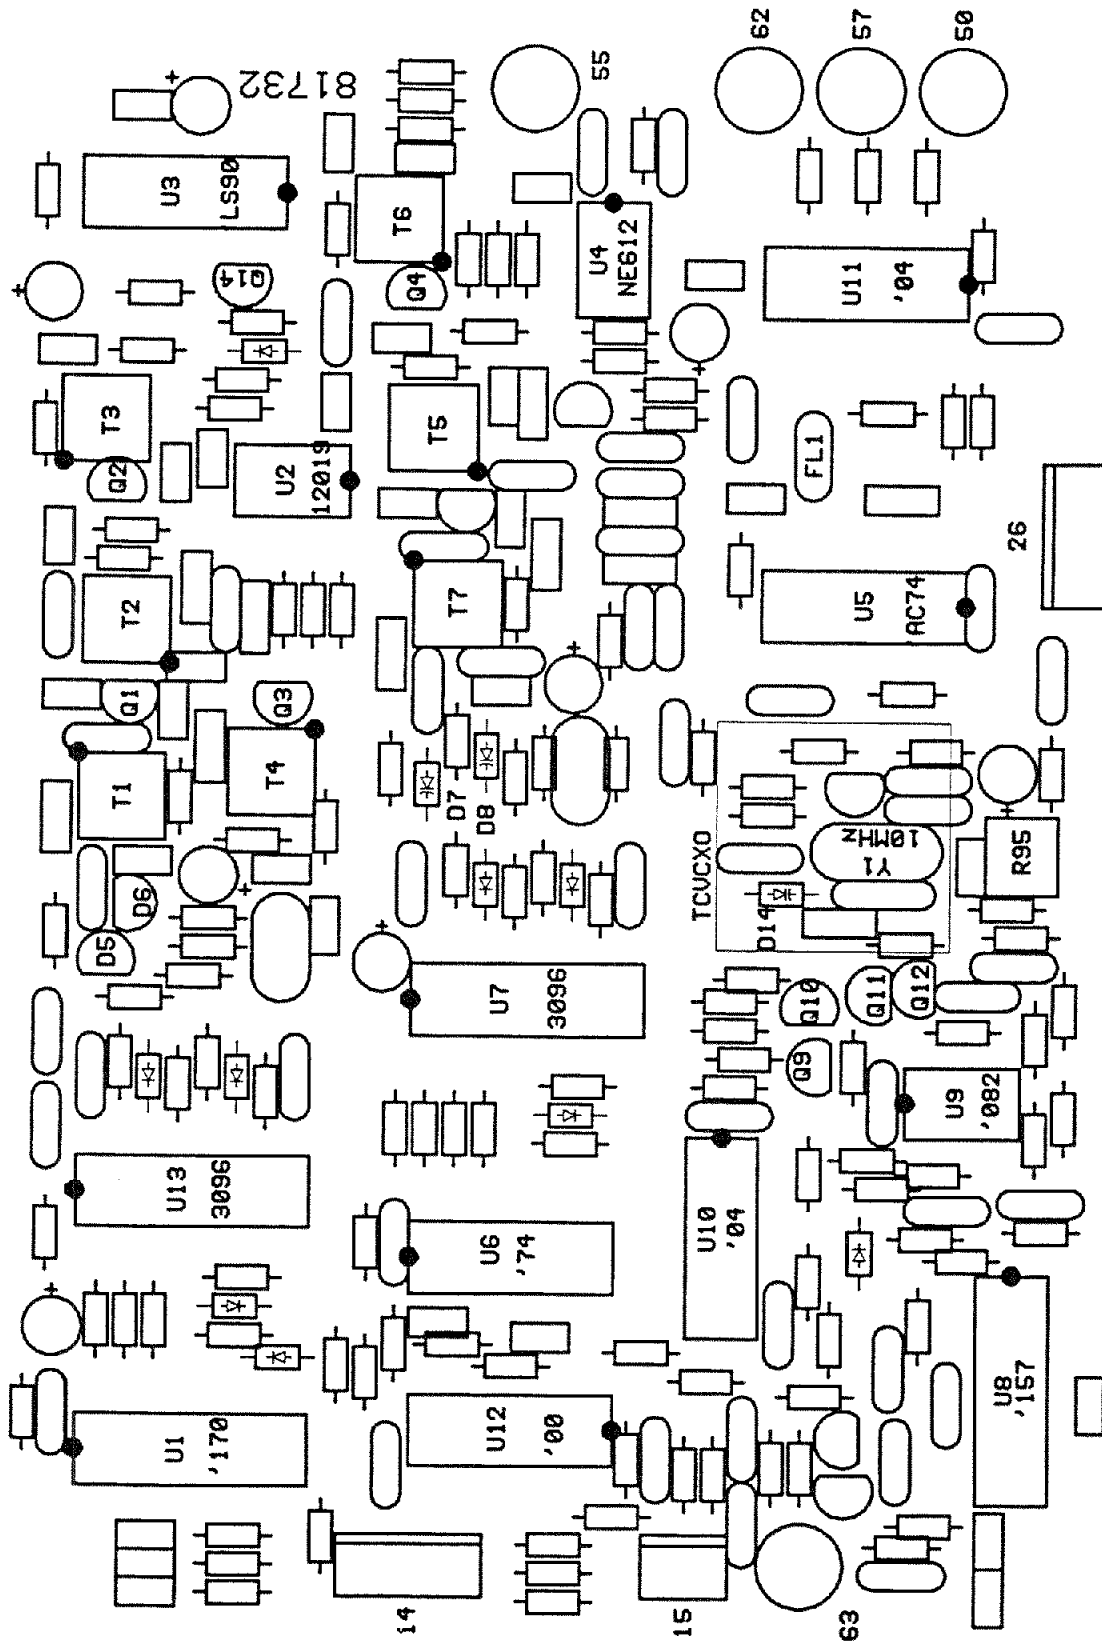 62
57
50
55
81732
U3
LS90
T6
Q14
Q4
U4
NE612
U11
'04
T3
T5
Q2
U2
12019
FL1
26
T2
T7
U5
AC74
Q1
Q3
T1
T4
D7
D8
TCVCXO
Y1
10MHz
R95
D14
D6
D5
U7
3096
Q10
Q11
Q12
Q9
U9
'082
U13
3096
U6
'74
U10
'04
U1
'170
U12
'00
U8
'157
14
15
63